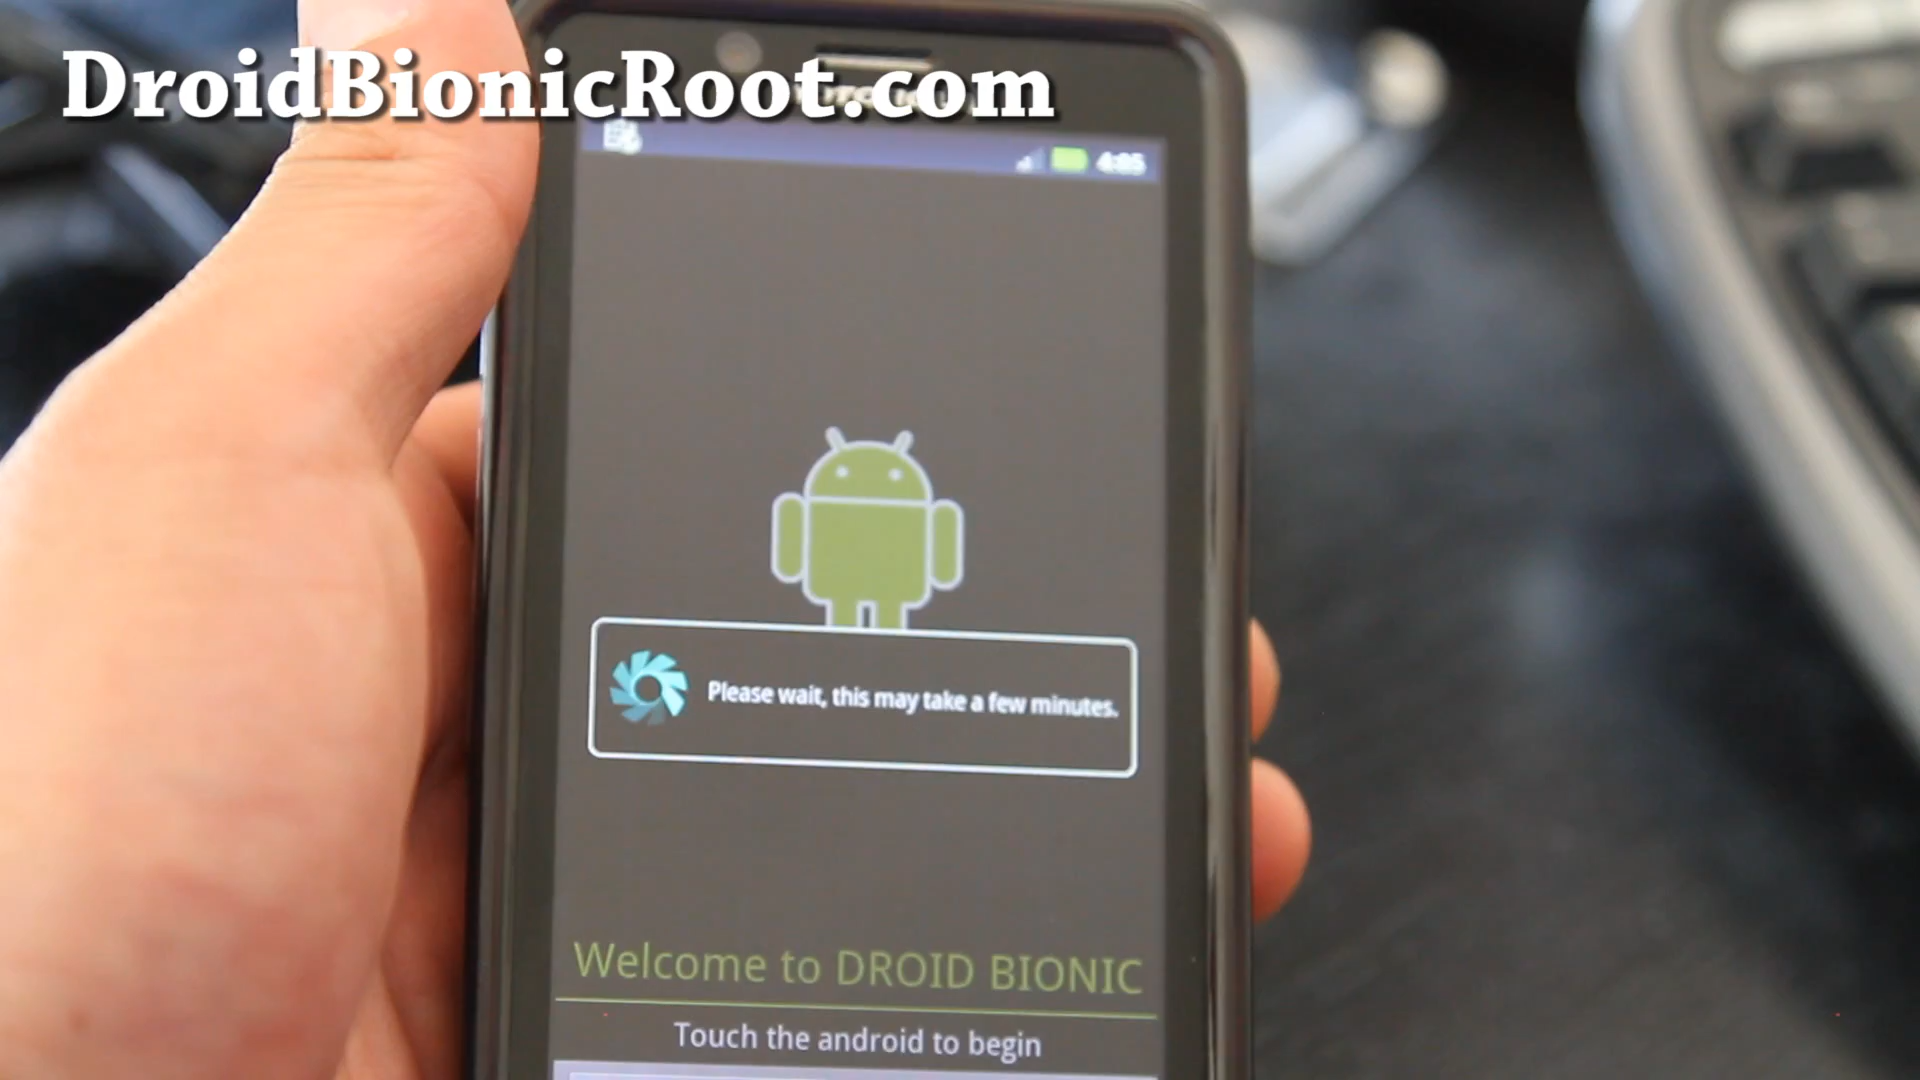 DroidBionicRoot.com
4:05
Please wait, this may take a few minutes.
Welcome to DROID BIONIC
Touch the android to begin